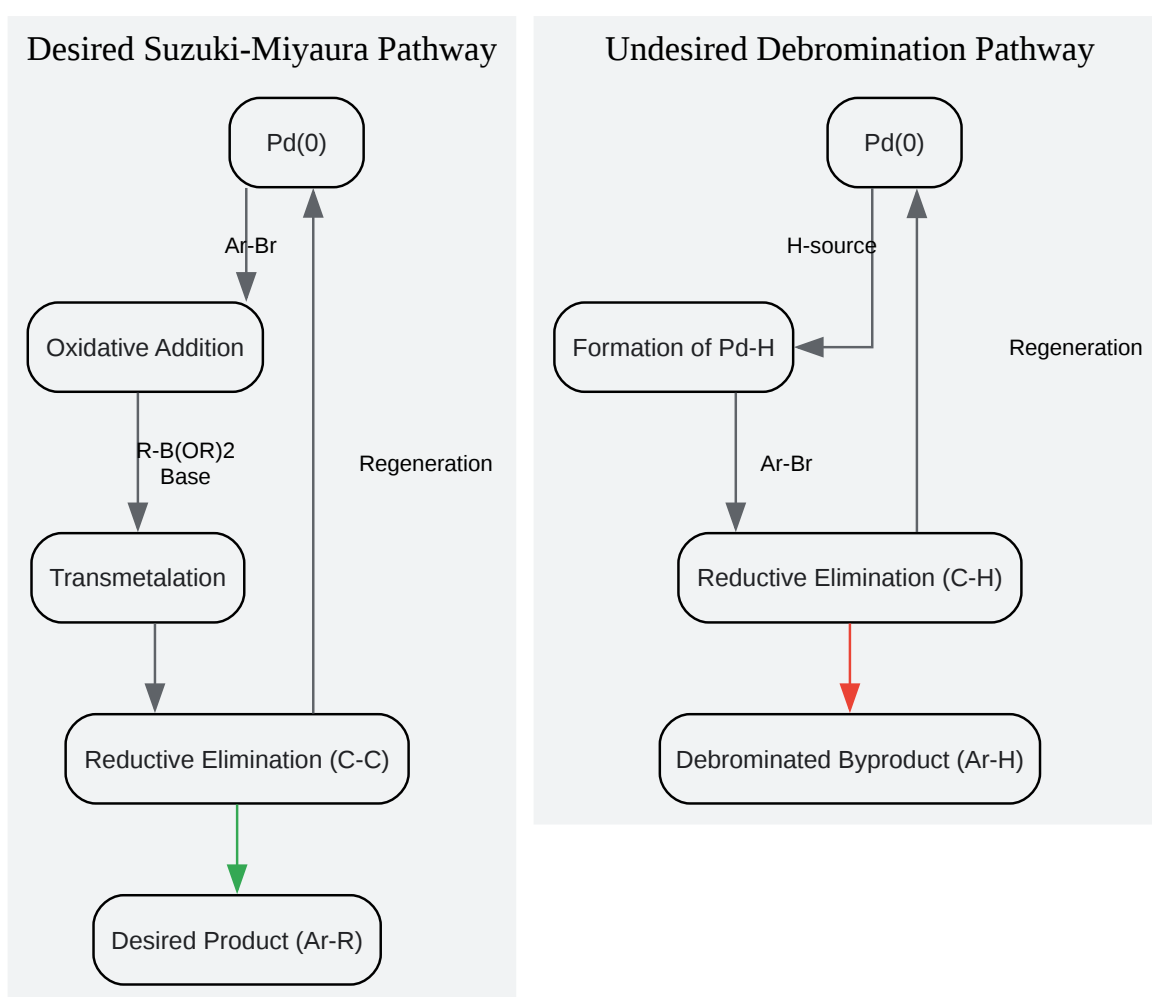 Desired Suzuki-Miyaura Pathway
Pd(0)
Ar-Br
Oxidative Addition
R-B(OR)2
Base
Regeneration
Transmetalation
Reductive Elimination (C-C)
Desired Product (Ar-R)
Undesired Debromination Pathway
Pd(0)
H-source
Formation of Pd-H
Regeneration
Ar-Br
Reductive Elimination (C-H)
Debrominated Byproduct (Ar-H)